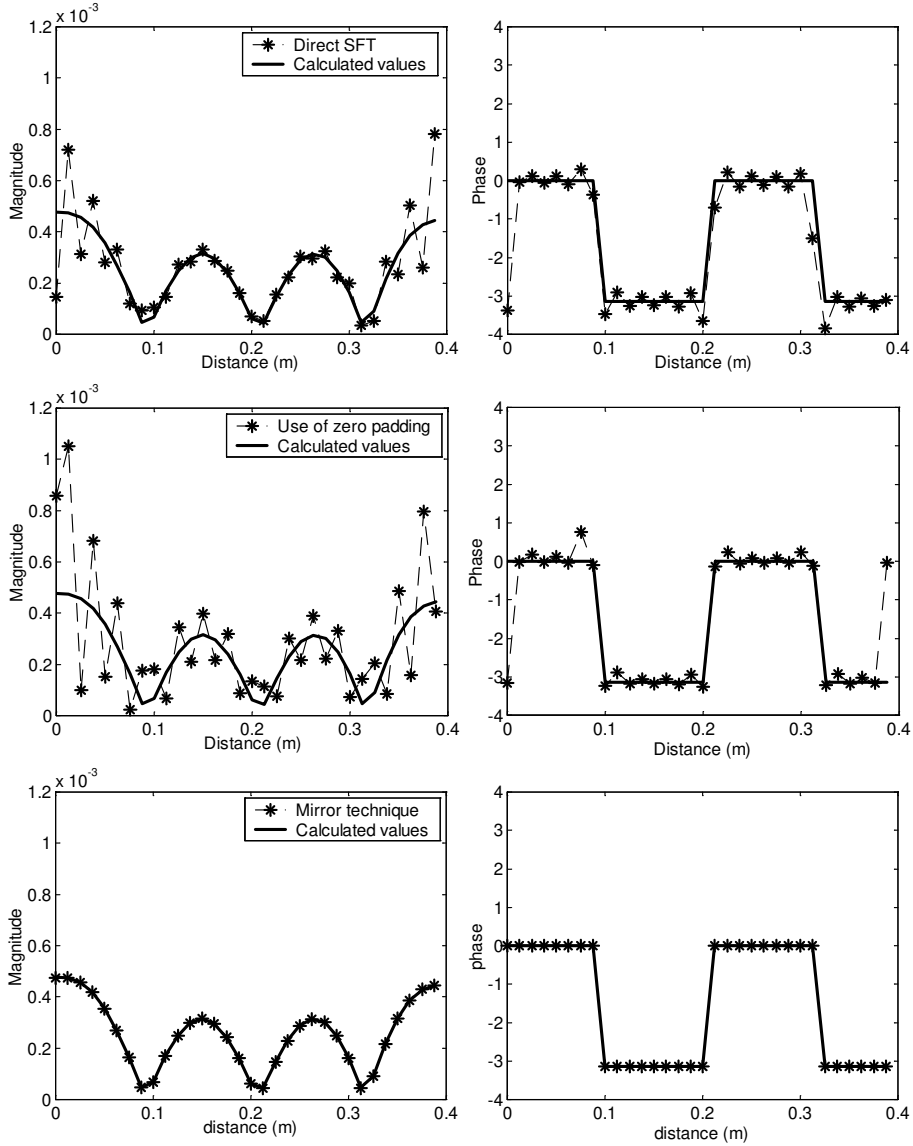 x 10⁻³
1.2
1
0.8
0.6
0.4
0.2
0
Magnitude
Direct SFT
Calculated values
0 0.1 0.2 0.3 0.4
Distance (m)
4
3
2
1
0
-1
-2
-3
-4
Phase
0 0.1 0.2 0.3 0.4
Distance (m)
x 10⁻³
1.2
1
0.8
0.6
0.4
0.2
0
Magnitude
Use of zero padding
Calculated values
0 0.1 0.2 0.3 0.4
Distance (m)
4
3
2
1
0
-1
-2
-3
-4
Phase
0 0.1 0.2 0.3 0.4
Distance (m)
x 10⁻³
1.2
1
0.8
0.6
0.4
0.2
0
Magnitude
Mirror technique
Calculated values
0 0.1 0.2 0.3 0.4
distance (m)
4
3
2
1
0
-1
-2
-3
-4
phase
0 0.1 0.2 0.3 0.4
distance (m)